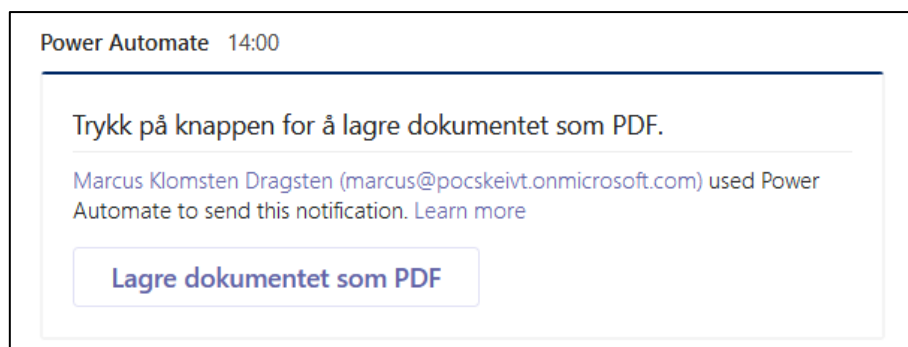 Power Automate 14:00
Trykk på knappen for å lagre dokumentet som PDF.
Marcus Klomsten Dragsten (marcus@pocskeivt.onmicrosoft.com) used Power
Automate to send this notification. Learn more
Lagre dokumentet som PDF